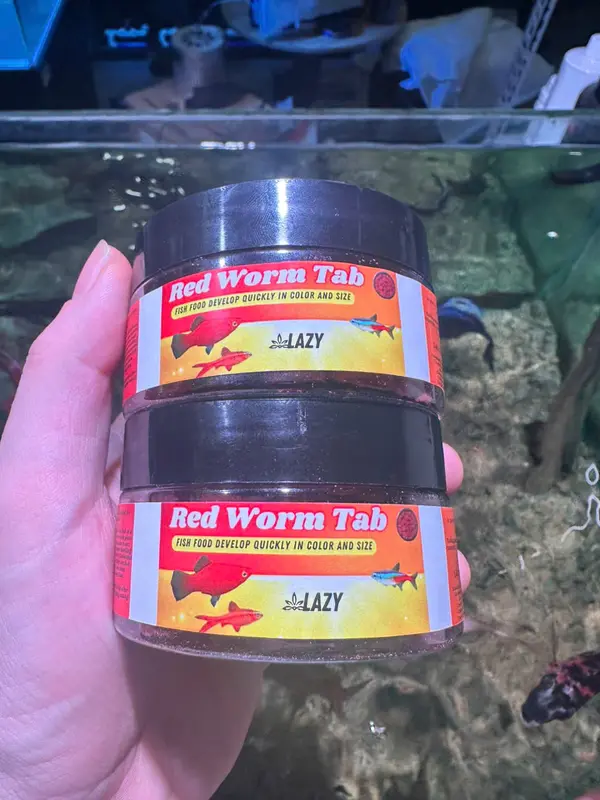 Red Worm Tab
FISH FOOD DEVELOP QUICKLY IN COLOR AND SIZE
LAZY
Red Worm Tab
FISH FOOD DEVELOP QUICKLY IN COLOR AND SIZE
LAZY